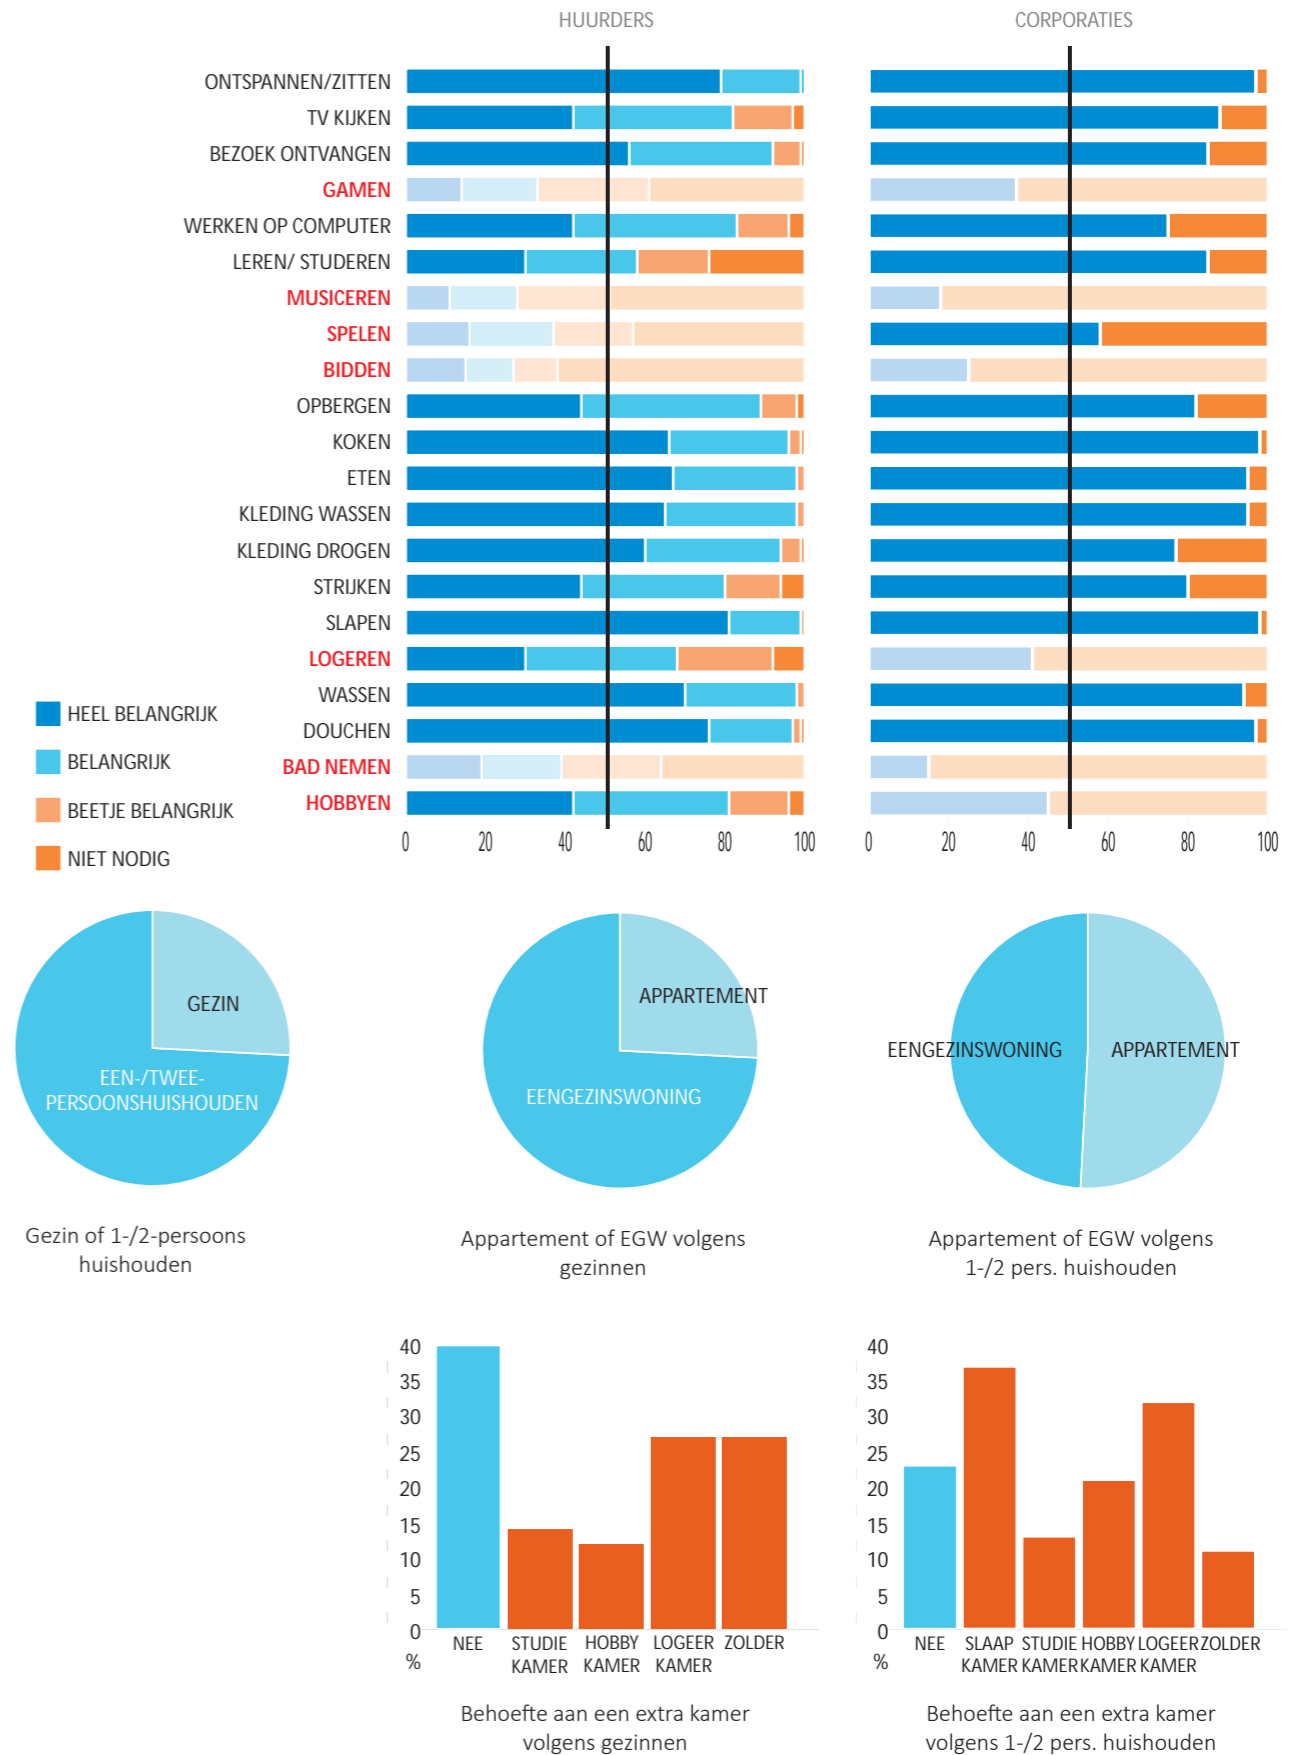 HUURDERS
CORPORATIES
ONTSPANNEN/ZITTEN
TV KIJKEN
BEZOEK ONTVANGEN
GAMEN
WERKEN OP COMPUTER
LEREN/ STUDEREN
MUSICEREN
SPELEN
BIDDEN
OPBERGEN
KOKEN
ETEN
KLEDING WASSEN
KLEDING DROGEN
STRIJKEN
SLAPEN
LOGEREN
WASSEN
DOUCHEN
BAD NEMEN
HOBBYEN
0 20 40 60 80 100
0 20 40 60 80 100
HEEL BELANGRIJK
BELANGRIJK
BEETJE BELANGRIJK
NIET NODIG
GEZIN
EEN-/TWEE-
PERSOONSHUISHOUDEN
Gezin of 1-/2-persoons
huishouden
APPARTEMENT
EENGEZINSWONING
Appartement of EGW volgens
gezinnen
EENGEZINSWONING
APPARTEMENT
Appartement of EGW volgens
1-/2 pers. huishouden
40
35
30
25
20
15
10
5
0
%
NEE
STUDIE
KAMER
HOBBY
KAMER
LOGEER
KAMER
ZOLDER
Behoefte aan een extra kamer
volgens gezinnen
40
35
30
25
20
15
10
5
0
%
NEE
SLAAP
KAMER
STUDIE
KAMER
HOBBY
KAMER
LOGEER
KAMER
ZOLDER
Behoefte aan een extra kamer
volgens 1-/2 pers. huishouden